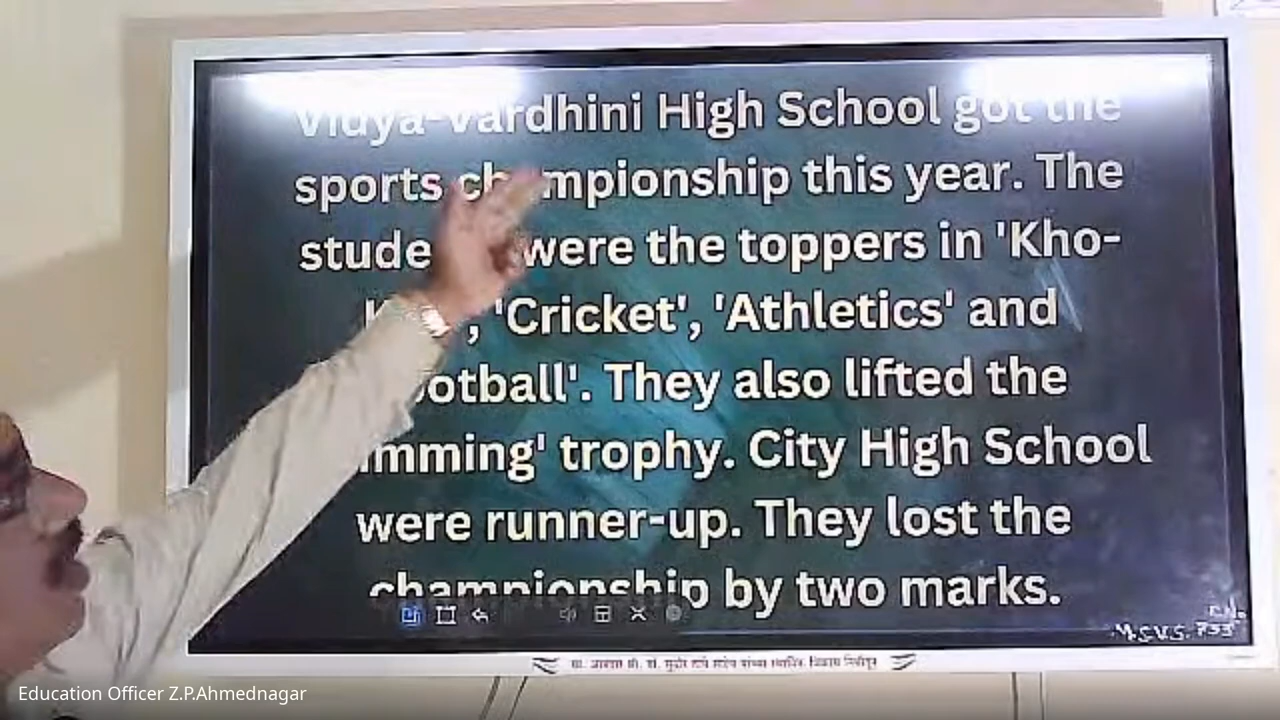 Vidya-Vardhini High School got the
sports championship this year. The
were the toppers in 'Kho-
, 'Cricket', 'Athletics' and
They also lifted the
trophy. City High School
were runner-up. They lost the
championship by two marks.
M.S.V.S.
Education Officer Z.P.Ahmednagar